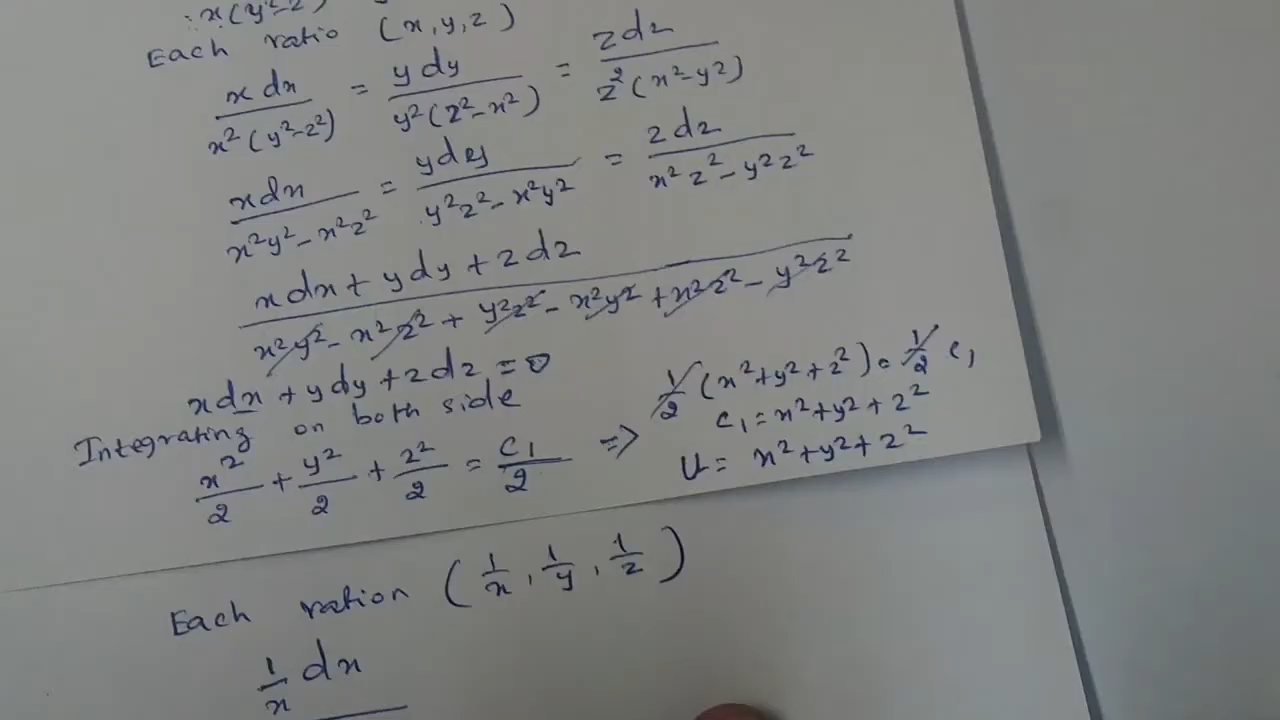 x(y²-z²)
Each ratio (x,y,z)
x dx / x²(y²-z²) = y dy / y²(z²-x²) = z dz / z²(x²-y²)
x dx / x²y²-x²z² = y dy / y²z²-x²y² = z dz / x²z²-y²z²
x dx + y dy + z dz / x²y²-x²z²+y²z²-x²y²+x²z²-y²z²
x dx + y dy + z dz = 0
Integrating on both side
x²/2 + y²/2 + z²/2 = c₁/2 => 1/2 (x²+y²+z²) = 1/2 c₁
c₁ = x²+y²+z²
u = x²+y²+z²
Each ration (1/x, 1/y, 1/z)
1/x dx